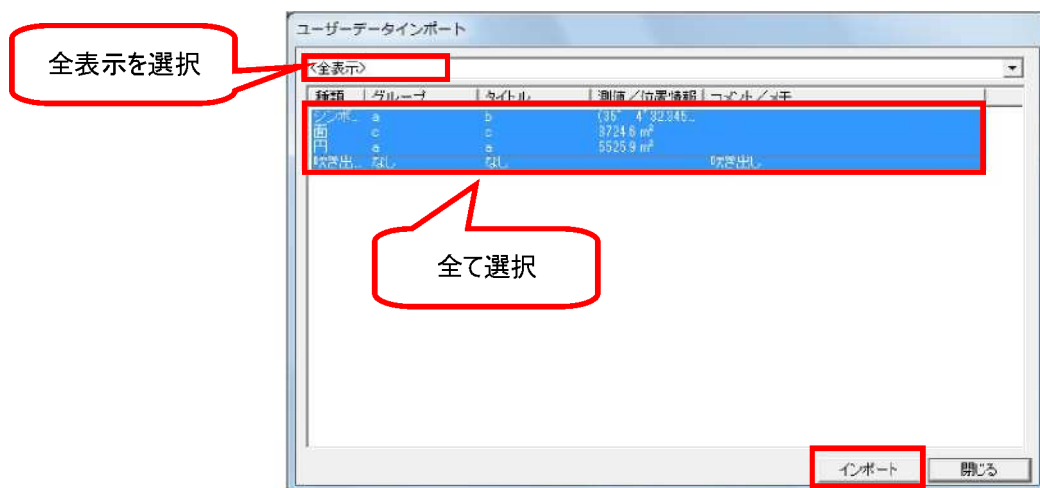 ユーザーデータインポート
全表示を選択
<全表示>
種類 グループ タイトル 測値/位置情報 コメント/メモ
シンボ... a b (35° 4'32.945...
面 c c 3724.6 m²
円 a a 5525.9 m²
吹き出... なし なし 吹き出し
全て選択
インポート 閉じる